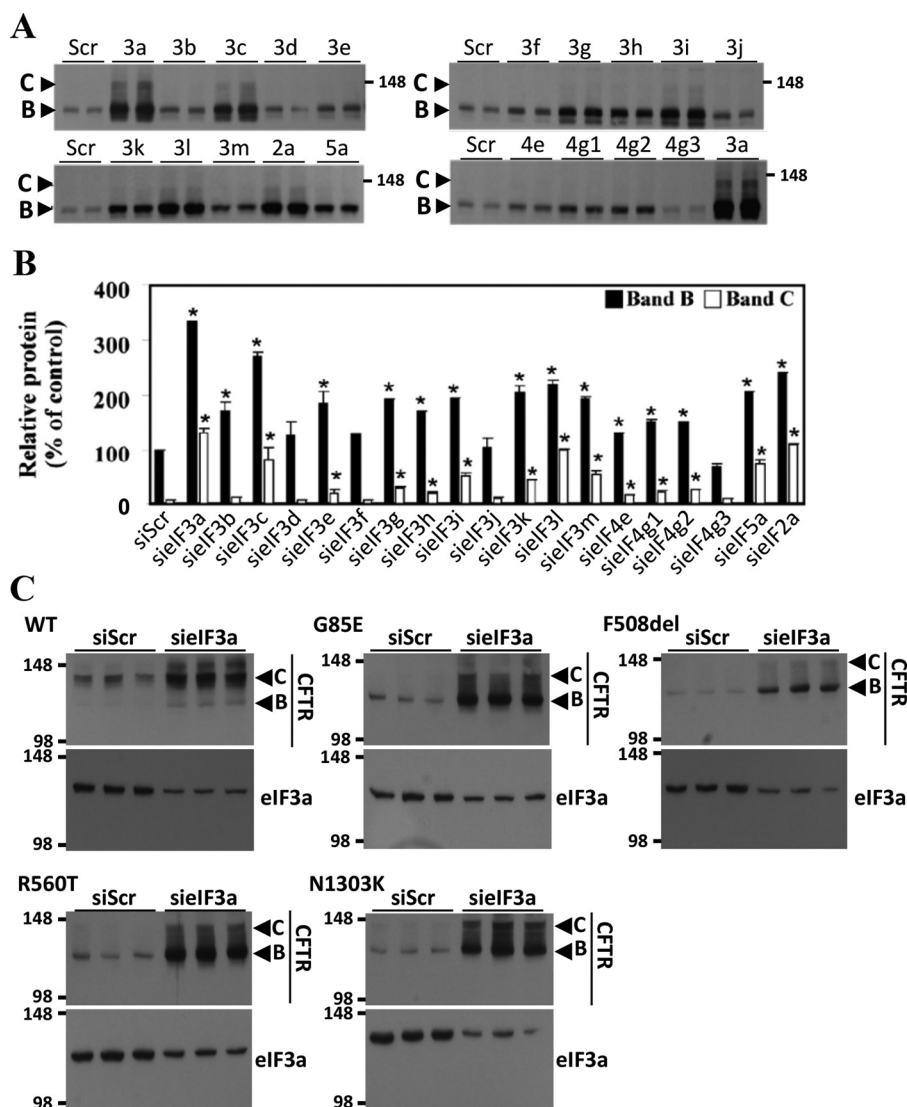 A
Scr 3a 3b 3c 3d 3e
C
B
148
Scr 3f 3g 3h 3i 3j
C
B
148
Scr 3k 3l 3m 2a 5a
C
B
148
Scr 4e 4g1 4g2 4g3 3a
C
B
148
B
Relative protein
(% of control)
400
300
200
100
0
Band B Band C
* * * * * * * * * * * * * * * * * * * * * * * * * *
siScr sieIF3a sieIF3b sieIF3c sieIF3d sieIF3e sieIF3f sieIF3g sieIF3h sieIF3i sieIF3j sieIF3k sieIF3l sieIF3m sieIF4e sieIF4g1 sieIF4g2 sieIF4g3 sieIF5a sieIF2a
C
WT
siScr sieIF3a
148
98
C
B
CFTR
148
98
eIF3a
G85E
siScr sieIF3a
148
98
C
B
CFTR
148
98
eIF3a
F508del
siScr sieIF3a
148
98
C
B
CFTR
148
98
eIF3a
R560T
siScr sieIF3a
148
98
C
B
CFTR
148
98
eIF3a
N1303K
siScr sieIF3a
148
98
C
B
CFTR
148
98
eIF3a